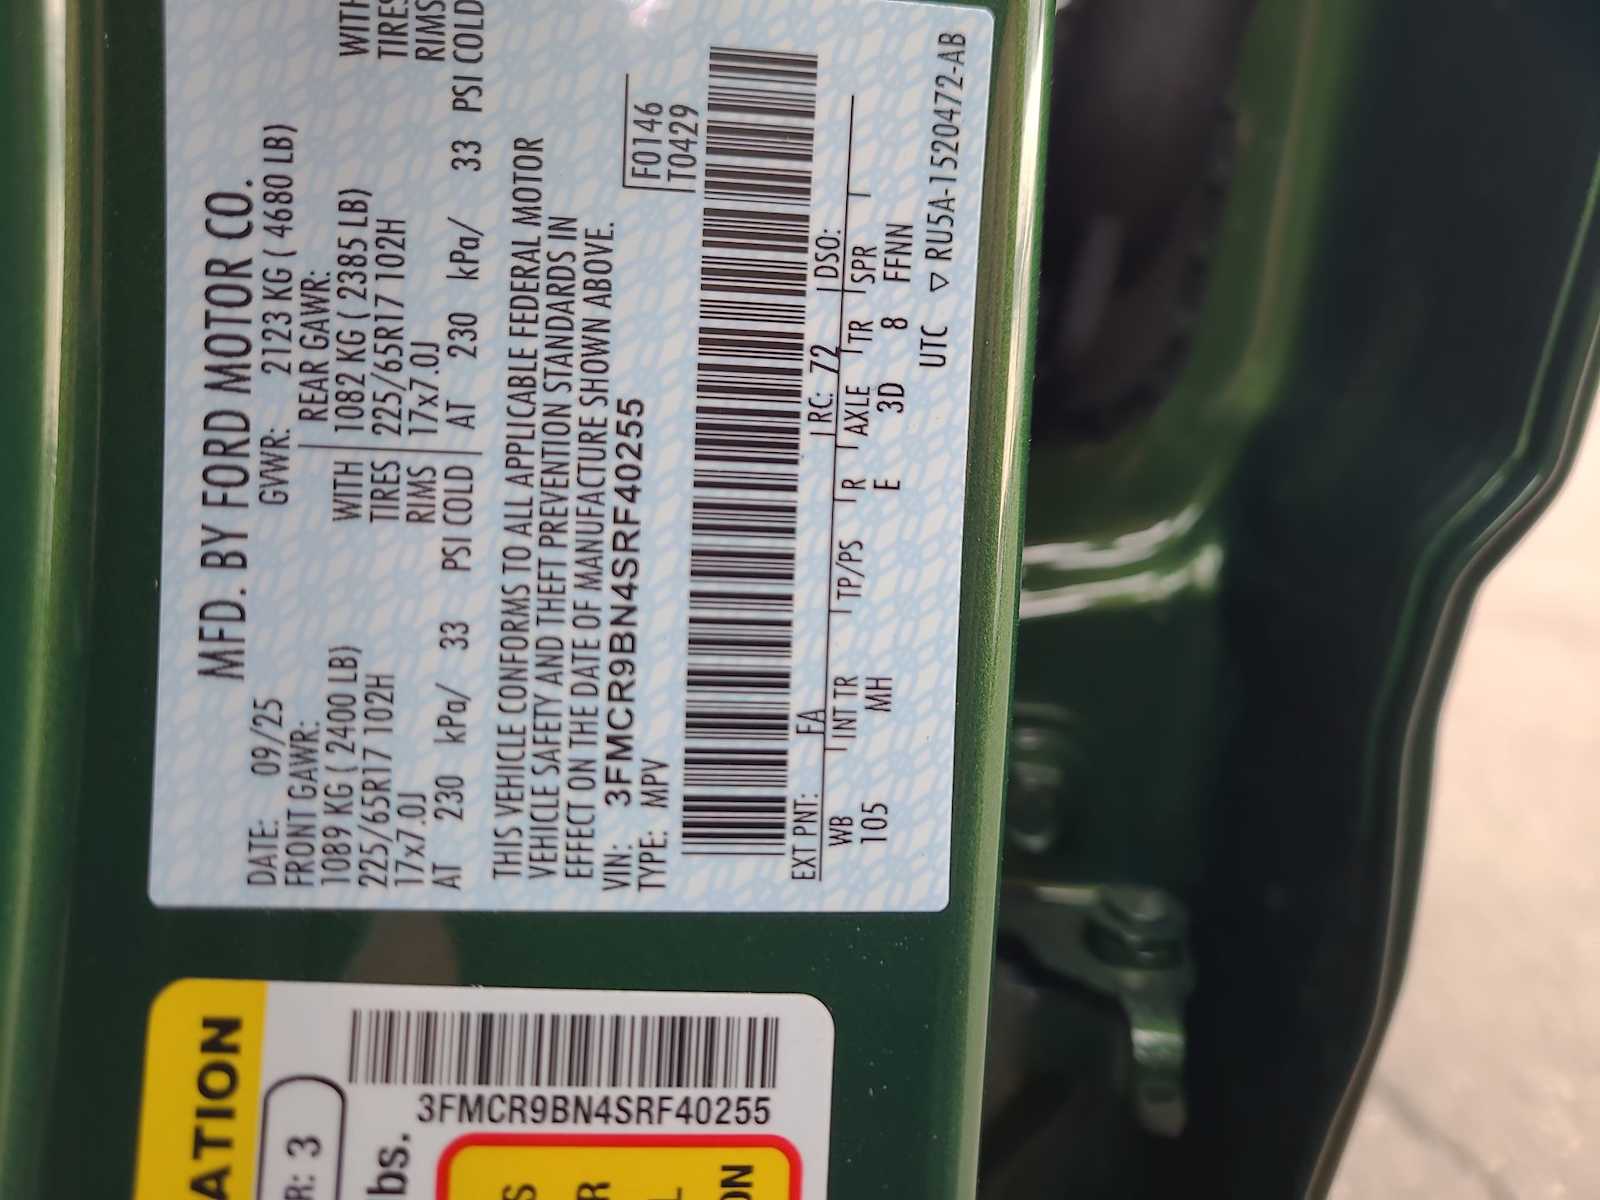 MFD. BY FORD MOTOR CO.
DATE: 09/25 GVWR: 2123 KG ( 4680 LB)
FRONT GAWR: REAR GAWR:
1089 KG ( 2400 LB) WITH 1082 KG ( 2385 LB) WITH
225/65R17 102H TIRES 225/65R17 102H TIRES
17x7.0J RIMS 17x7.0J RIMS
AT 230 kPa/ 33 PSI COLD AT 230 kPa/ 33 PSI COLD
THIS VEHICLE CONFORMS TO ALL APPLICABLE FEDERAL MOTOR
VEHICLE SAFETY AND THEFT PREVENTION STANDARDS IN
EFFECT ON THE DATE OF MANUFACTURE SHOWN ABOVE.
VIN: 3FMCR9BN4SRF40255 F0146
TYPE: MPV T0429
EXT PNT: FA RC: 72 DSO:
WB INT TR TP/PS R AXLE TR SPR
105 MH E 3D 8 FFNN
UTC ▽ RU5A-1520472-AB
ATION
R: 3
bs.
3FMCR9BN4SRF40255
S
R
L
ON